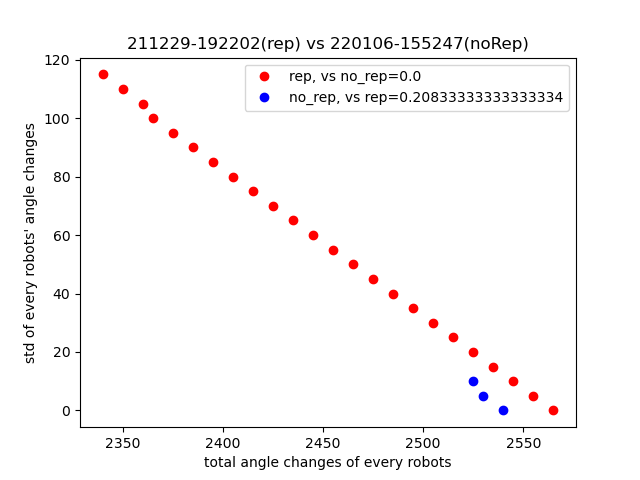 211229-192202(rep) vs 220106-155247(noRep)
rep, vs no_rep=0.0
no_rep, vs rep=0.20833333333333334
std of every robots' angle changes
120
100
80
60
40
20
0
2350 2400 2450 2500 2550
total angle changes of every robots